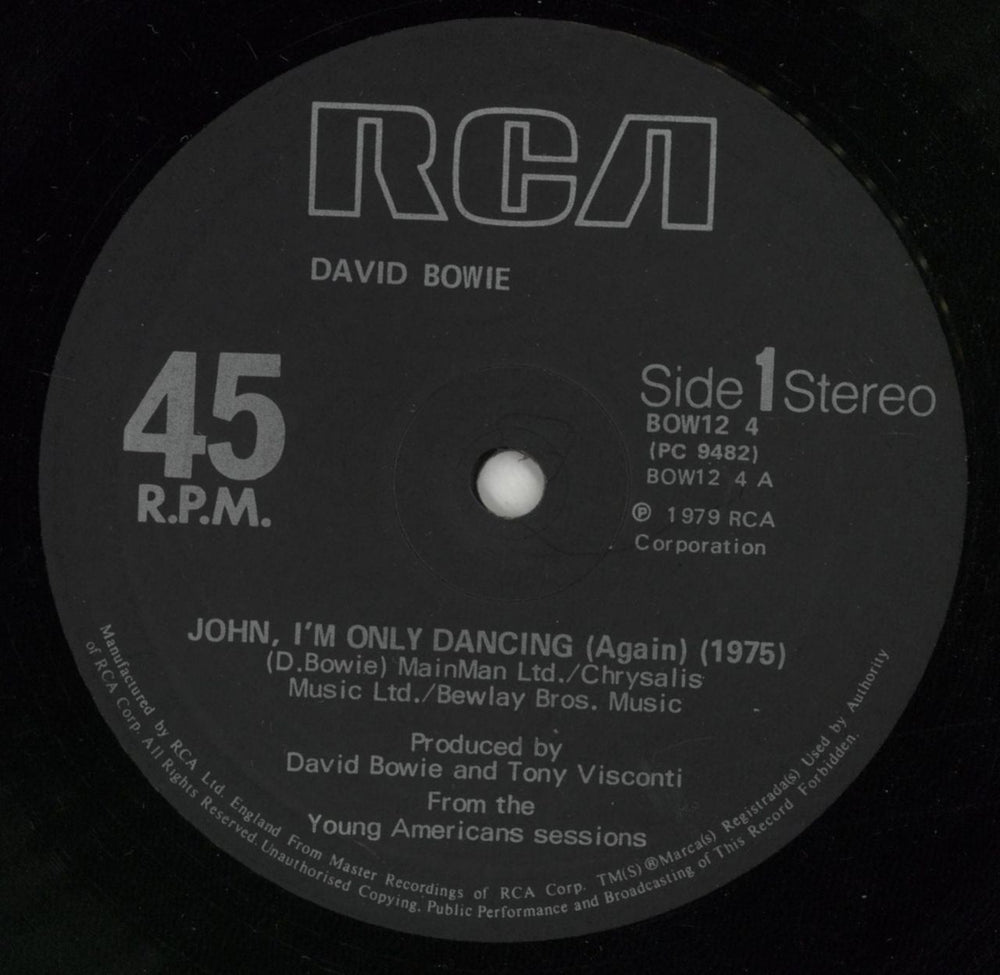 RCA
DAVID BOWIE
45
R.P.M.
Side 1 Stereo
BOW12 4
(PC 9482)
BOW12 4 A
℗ 1979 RCA
Corporation
JOHN, I'M ONLY DANCING (Again) (1975)
(D.Bowie) MainMan Ltd./Chrysalis
Music Ltd./Bewlay Bros. Music
Produced by
David Bowie and Tony Visconti
From the
Young Americans sessions
Manufactured by RCA Ltd. England From Master Recordings of RCA Corp. TM(S) ®Marca(s) Registrada(s) Used by Authority
of RCA Corp. All Rights Reserved. Unauthorised Copying, Public Performance and Broadcasting of This Record Forbidden.